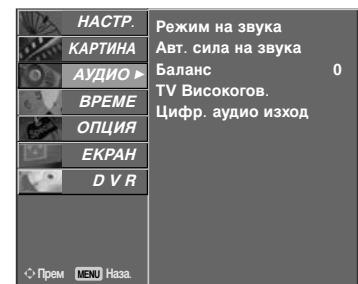 НАСТР.
КАРТИНА
АУДИО ►
ВРЕМЕ
ОПЦИЯ
ЕКРАН
D V R
Режим на звука
Авт. сила на звука
Баланс 0
TV Високогов.
Цифр. аудио изход
Прем MENU Наза.